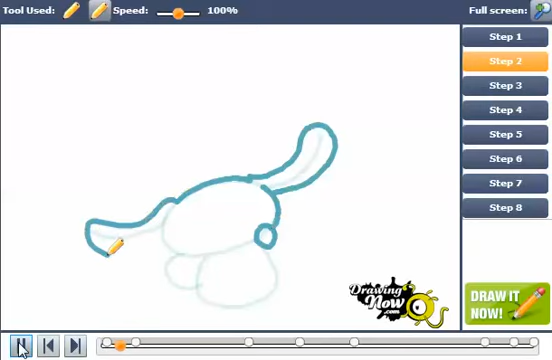 Tool Used: Speed: 100% Full screen:
Step 1
Step 2
Step 3
Step 4
Step 5
Step 6
Step 7
Step 8
Drawing
Now.com
DRAW IT
NOW!